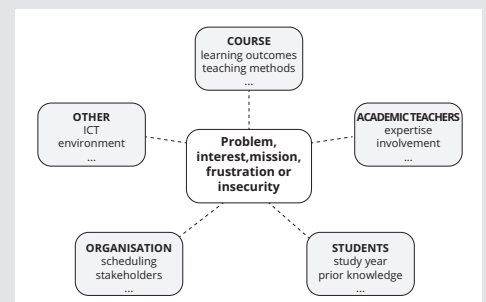 COURSE
learning outcomes
teaching methods
...
OTHER
ICT
environment
...
ACADEMIC TEACHERS
expertise
involvement
...
Problem,
interest,mission,
frustration or
insecurity
ORGANISATION
scheduling
stakeholders
...
STUDENTS
study year
prior knowledge
...